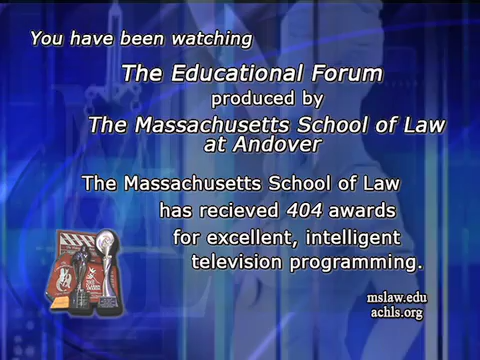 You have been watching
The Educational Forum
produced by
The Massachusetts School of Law
at Andover
The Massachusetts School of Law
has recieved 404 awards
for excellent, intelligent
television programming.
mslaw.edu
achls.org